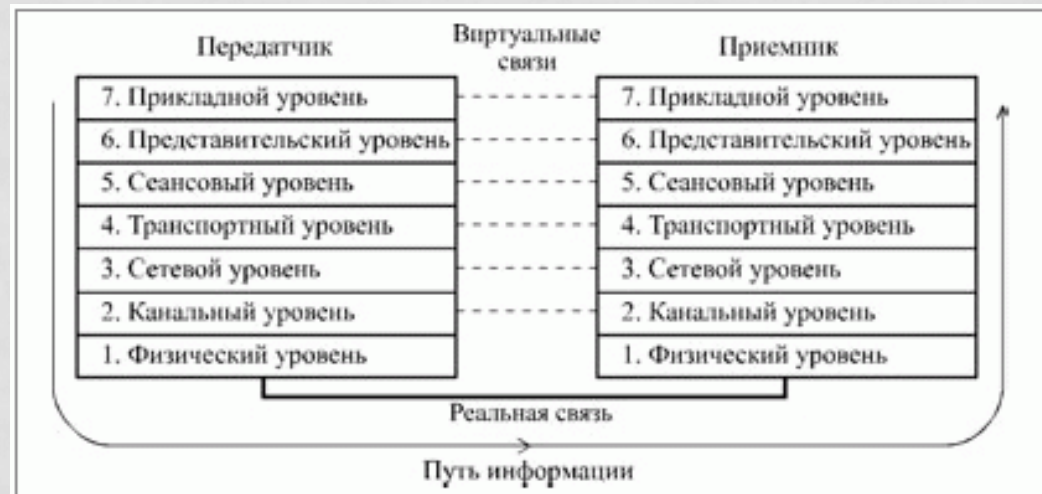 Передатчик
Виртуальные
связи
Приемник
7. Прикладной уровень
6. Представительский уровень
5. Сеансовый уровень
4. Транспортный уровень
3. Сетевой уровень
2. Канальный уровень
1. Физический уровень
7. Прикладной уровень
6. Представительский уровень
5. Сеансовый уровень
4. Транспортный уровень
3. Сетевой уровень
2. Канальный уровень
1. Физический уровень
Реальная связь
Путь информации